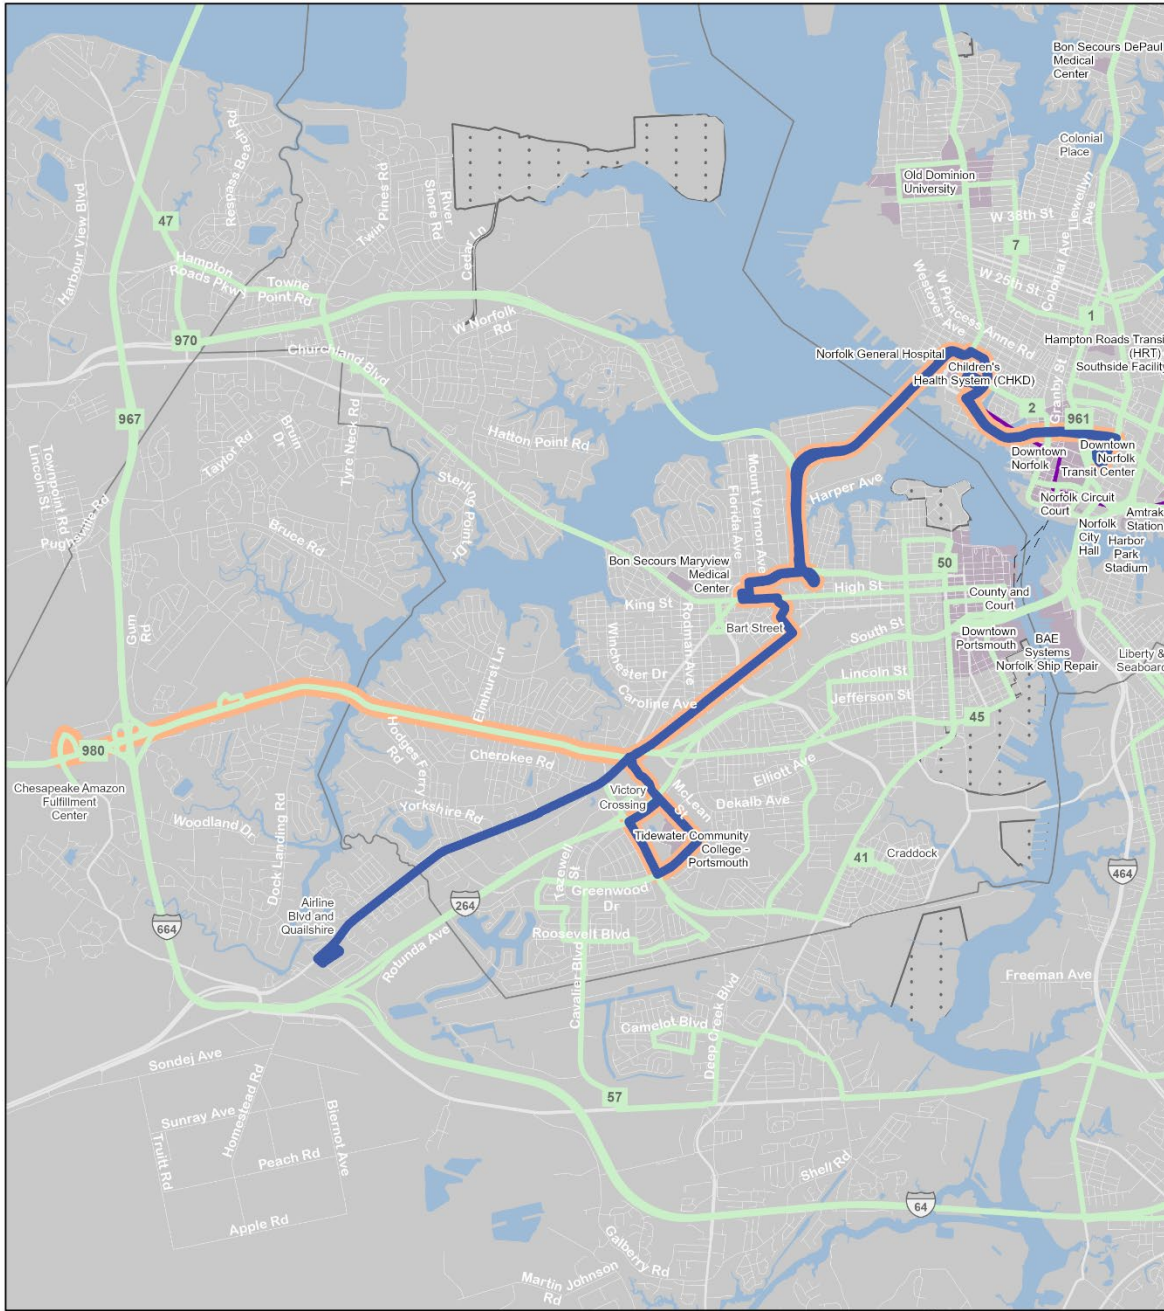 Bon Secours DePaul
Medical
Center
Colonial
Place
Old Dominion
University
Llewellyn
Ave
W 38th St
7
Colonial Ave
W 25th St
1
Respass Beach Rd
Harbour View Blvd
47
Hampton
Roads Pkwy
Towne
Point Rd
Twin Pines Rd
River
Shore Rd
Cedar Ln
W Norfolk
Rd
970
Churchland Blvd
W Princess Anne Rd
Westover
Ave
Norfolk General Hospital
Children's
Health System (CHKD)
Hampton Roads Transi
(HRT)
Southside Facility
Granby St
2
961
Downtown
Norfolk
Downtown
Norfolk
Transit Center
Norfolk Circuit
Court
Norfolk
City
Hall
Amtrak
Station
Harbor
Park
Stadium
967
Townpoint Rd
Lincoln St
Pughsville Rd
Taylor Rd
Bruin
Dr
Tyre Neck Rd
Hatton Point Rd
Sterling Point Dr
Bruce Rd
Mount Vernon Ave
Florida Ave
Harper Ave
Bon Secours Maryview
Medical
Center
High St
50
King St
County and
Court
Rodman Ave
Bart Street
South St
Downtown
Portsmouth
BAE
Systems
Norfolk Ship Repair
Liberty &
Seaboard
Winchester Dr
Lincoln St
Caroline Ave
Jefferson St
45
Gum
Rd
Elmhurst Ln
Hodges Ferry
Rd
Cherokee Rd
980
Chesapeake Amazon
Fulfillment
Center
Yorkshire Rd
Victory
Crossing
McLean
St
Elliott Ave
Dekalb Ave
Woodland Dr
Dock Landing Rd
Tidewater Community
College -
Portsmouth
Craddock
41
464
Tazewell
St
Greenwood
Dr
Airline
Blvd and
Quailshire
264
664
Rotunda Ave
Roosevelt Blvd
Cavalier Blvd
Freeman Ave
Camelot Blvd
Deep Creek Blvd
57
Sondej Ave
Homestead Rd
Sunray Ave
Truitt Rd
Biernot Ave
Peach Rd
Apple Rd
Shell Rd
64
Galberry Rd
Martin Johnson
Rd